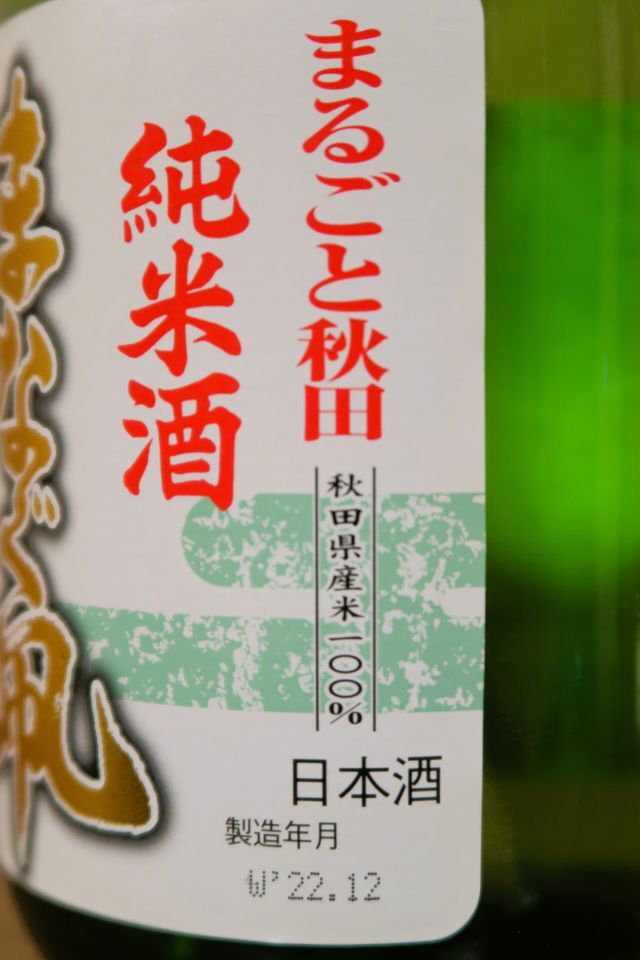 まるごと秋田
秋田県産米一〇〇%
純米酒
日本酒
製造年月
W'22.12